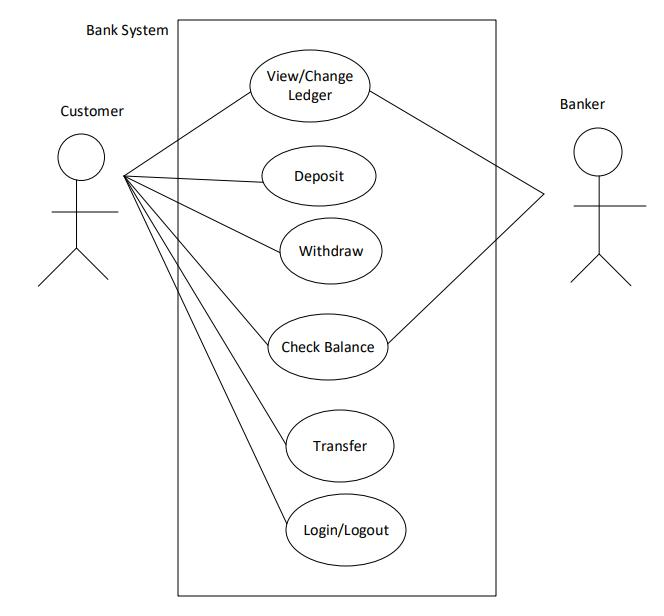 Bank System
Customer
Banker
View/Change
Ledger
Deposit
Withdraw
Check Balance
Transfer
Login/Logout